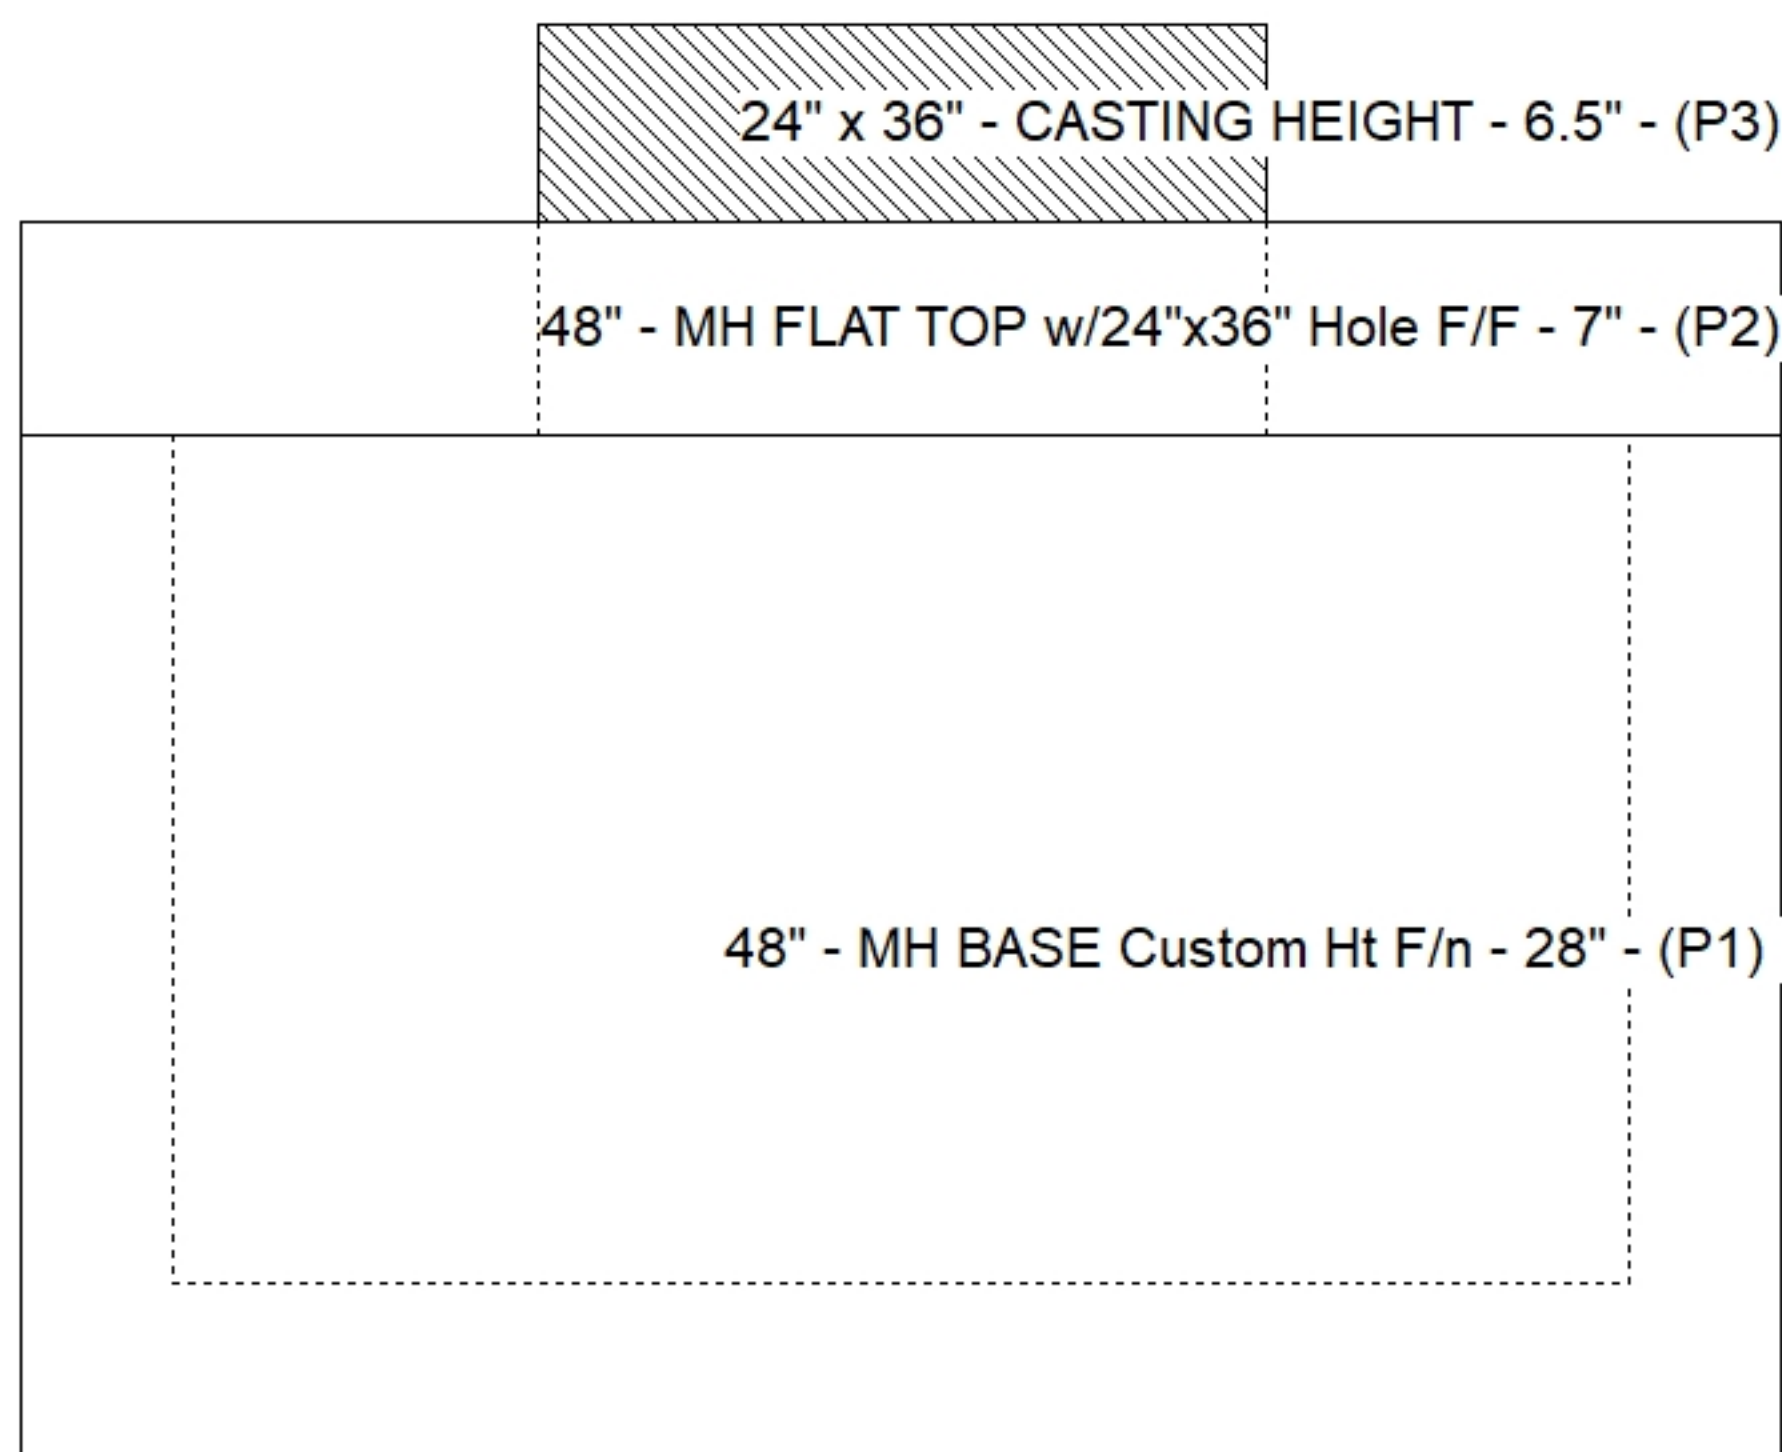 24" x 36" - CASTING HEIGHT - 6.5" - (P3)
48" - MH FLAT TOP w/24"x36" Hole F/F - 7" - (P2)
48" - MH BASE Custom Ht F/n - 28" - (P1)